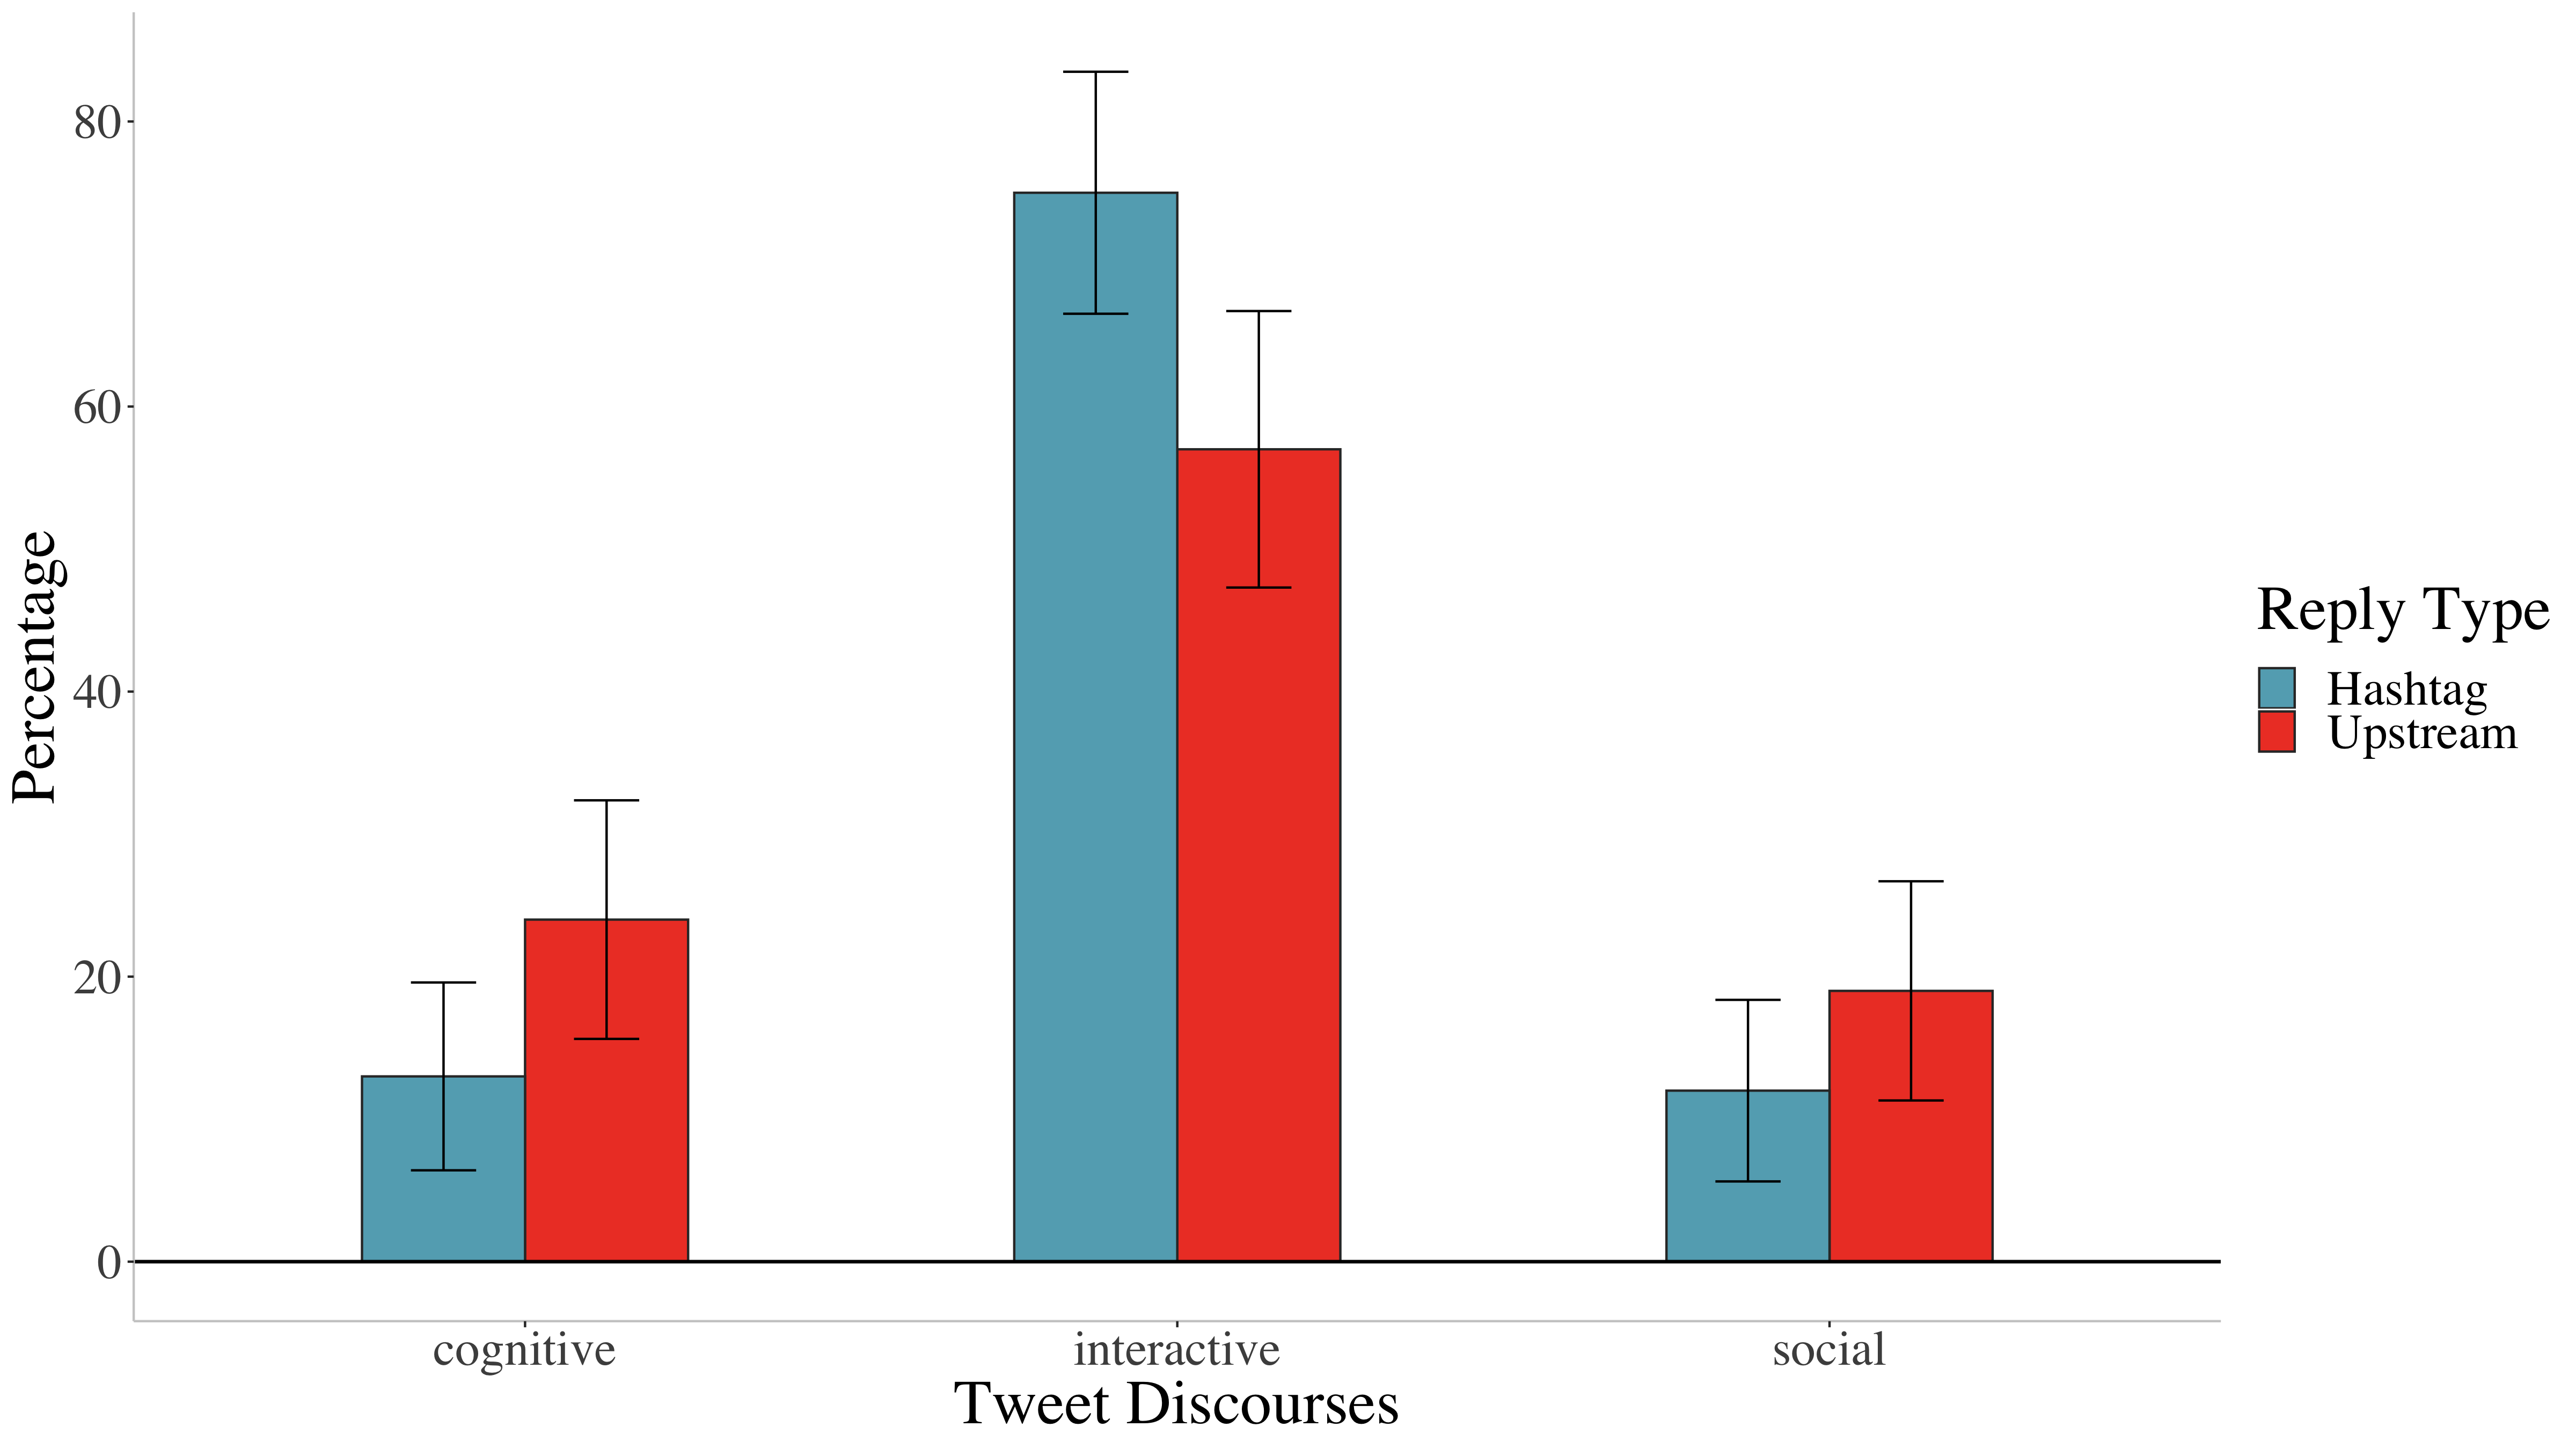 80
60
40
20
0
Percentage
cognitive
interactive
social
Tweet Discourses
Reply Type
Hashtag
Upstream